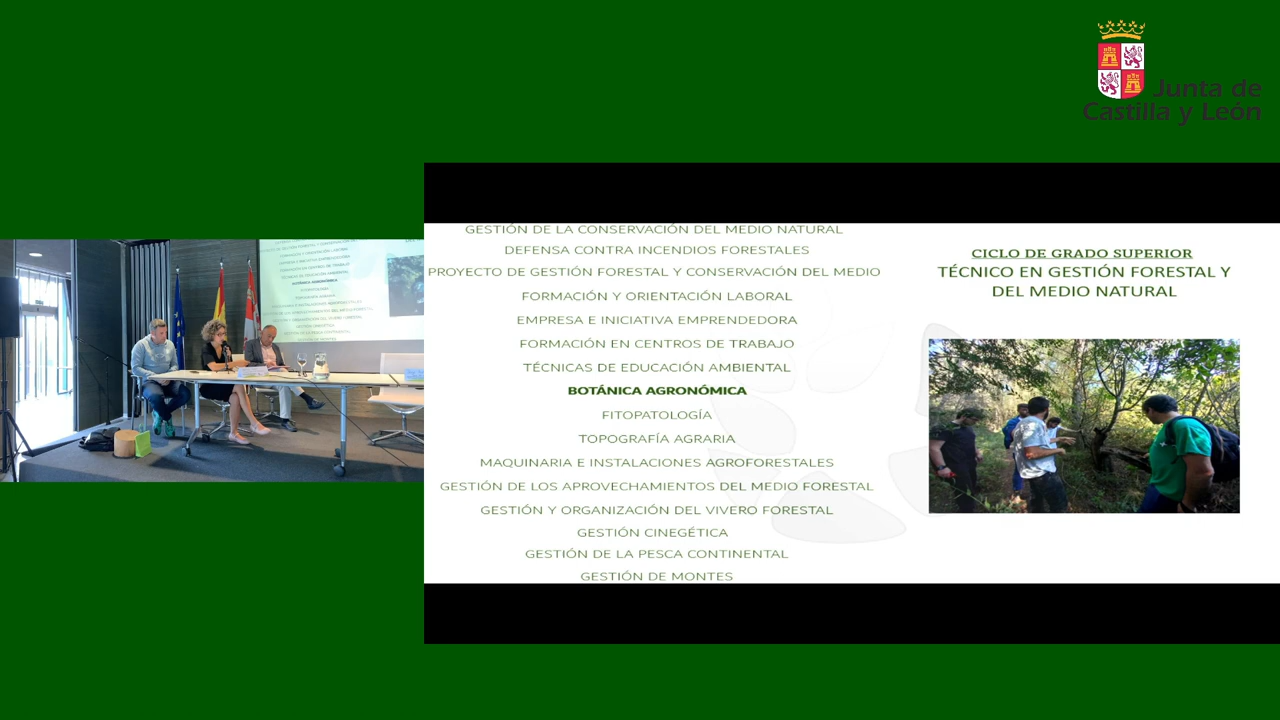 Junta de
Castilla y León
GESTIÓN DE LA CONSERVACIÓN DEL MEDIO NATURAL
DEFENSA CONTRA INCENDIOS FORESTALES
PROYECTO DE GESTIÓN FORESTAL Y CONSERVACIÓN DEL MEDIO
FORMACIÓN Y ORIENTACIÓN LABORAL
EMPRESA E INICIATIVA EMPRENDEDORA
FORMACIÓN EN CENTROS DE TRABAJO
TÉCNICAS DE EDUCACIÓN AMBIENTAL
BOTÁNICA AGRONÓMICA
FITOPATOLOGÍA
TOPOGRAFÍA AGRARIA
MAQUINARIA E INSTALACIONES AGROFORESTALES
GESTIÓN DE LOS APROVECHAMIENTOS DEL MEDIO FORESTAL
GESTIÓN Y ORGANIZACIÓN DEL VIVERO FORESTAL
GESTIÓN CINEGÉTICA
GESTIÓN DE LA PESCA CONTINENTAL
GESTIÓN DE MONTES
CICLO DE GRADO SUPERIOR
TÉCNICO EN GESTIÓN FORESTAL Y
DEL MEDIO NATURAL